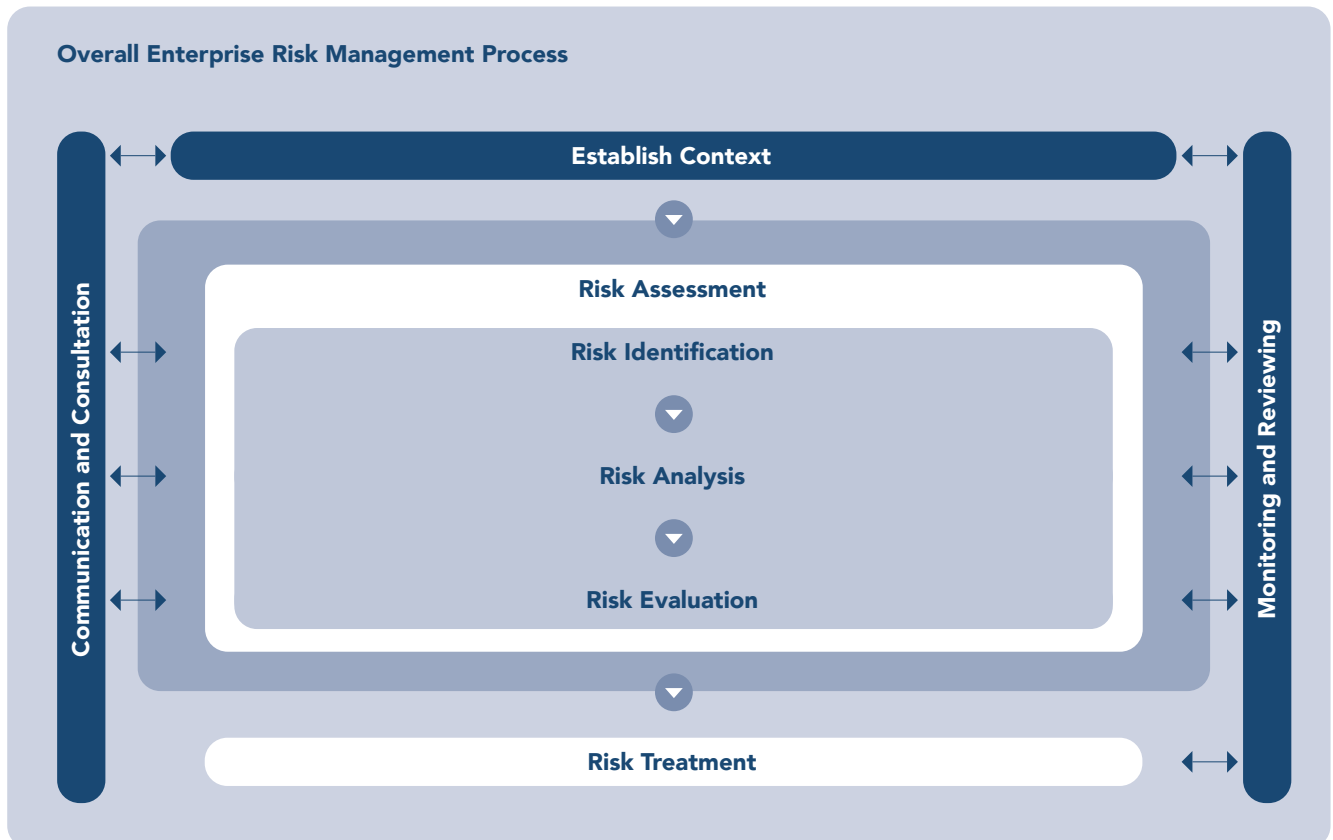 Overall Enterprise Risk Management Process
Establish Context
Communication and Consultation
Risk Assessment
Risk Identification
Risk Analysis
Risk Evaluation
Monitoring and Reviewing
Risk Treatment